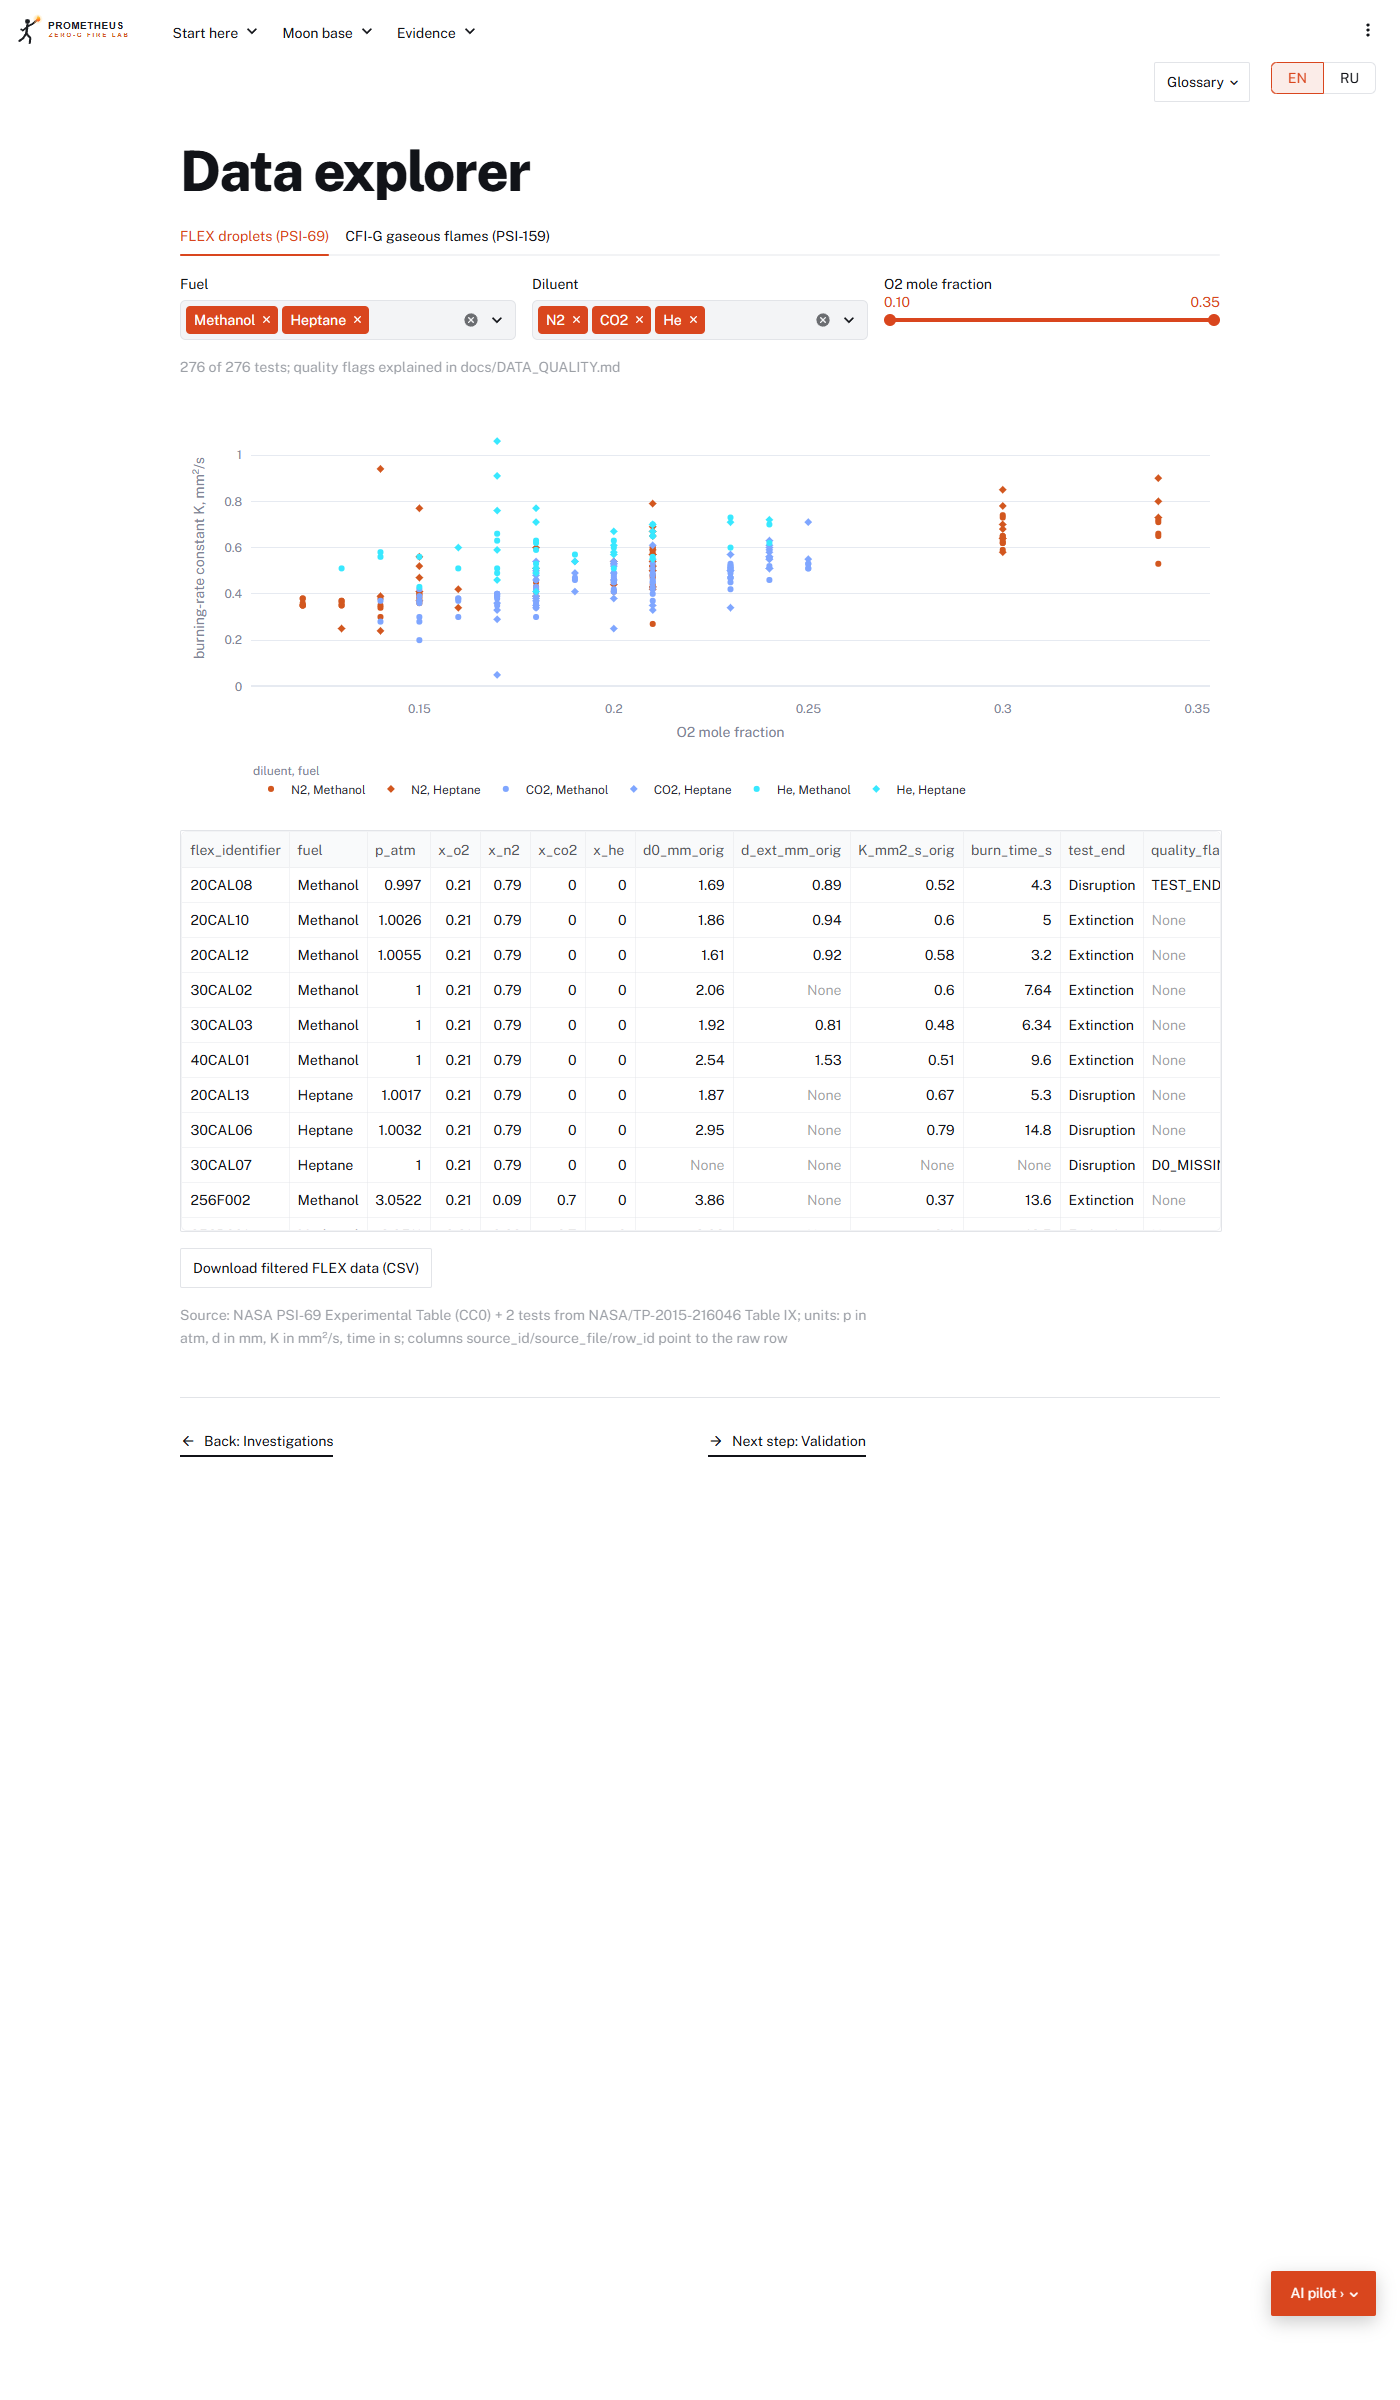 PROMETHEUS
ZERO-G FIRE LAB
Start here
Moon base
Evidence
Glossary
EN
RU
Data explorer
FLEX droplets (PSI-69)
CFI-G gaseous flames (PSI-159)
Fuel
Diluent
O2 mole fraction
Methanol × Heptane ×
N2 × CO2 × He ×
0.10
0.35
276 of 276 tests; quality flags explained in docs/DATA_QUALITY.md
burning-rate constant K, mm²/s
1
0.8
0.6
0.4
0.2
0
0.15
0.2
0.25
0.3
0.35
O2 mole fraction
diluent, fuel
N2, Methanol
N2, Heptane
CO2, Methanol
CO2, Heptane
He, Methanol
He, Heptane
flex_identifier fuel p_atm x_o2 x_n2 x_co2 x_he d0_mm_orig d_ext_mm_orig K_mm2_s_orig burn_time_s test_end quality_fla
20CAL08 Methanol 0.997 0.21 0.79 0 0 1.69 0.89 0.52 4.3 Disruption TEST_END
20CAL10 Methanol 1.0026 0.21 0.79 0 0 1.86 0.94 0.6 5 Extinction None
20CAL12 Methanol 1.0055 0.21 0.79 0 0 1.61 0.92 0.58 3.2 Extinction None
30CAL02 Methanol 1 0.21 0.79 0 0 2.06 None 0.6 7.64 Extinction None
30CAL03 Methanol 1 0.21 0.79 0 0 1.92 0.81 0.48 6.34 Extinction None
40CAL01 Methanol 1 0.21 0.79 0 0 2.54 1.53 0.51 9.6 Extinction None
20CAL13 Heptane 1.0017 0.21 0.79 0 0 1.87 None 0.67 5.3 Disruption None
30CAL06 Heptane 1.0032 0.21 0.79 0 0 2.95 None 0.79 14.8 Disruption None
30CAL07 Heptane 1 0.21 0.79 0 0 None None None None Disruption D0_MISSIN
256F002 Methanol 3.0522 0.21 0.09 0.7 0 3.86 None 0.37 13.6 Extinction None
Download filtered FLEX data (CSV)
Source: NASA PSI-69 Experimental Table (CC0) + 2 tests from NASA/TP-2015-216046 Table IX; units: p in
atm, d in mm, K in mm²/s, time in s; columns source_id/source_file/row_id point to the raw row
← Back: Investigations
→ Next step: Validation
AI pilot ›